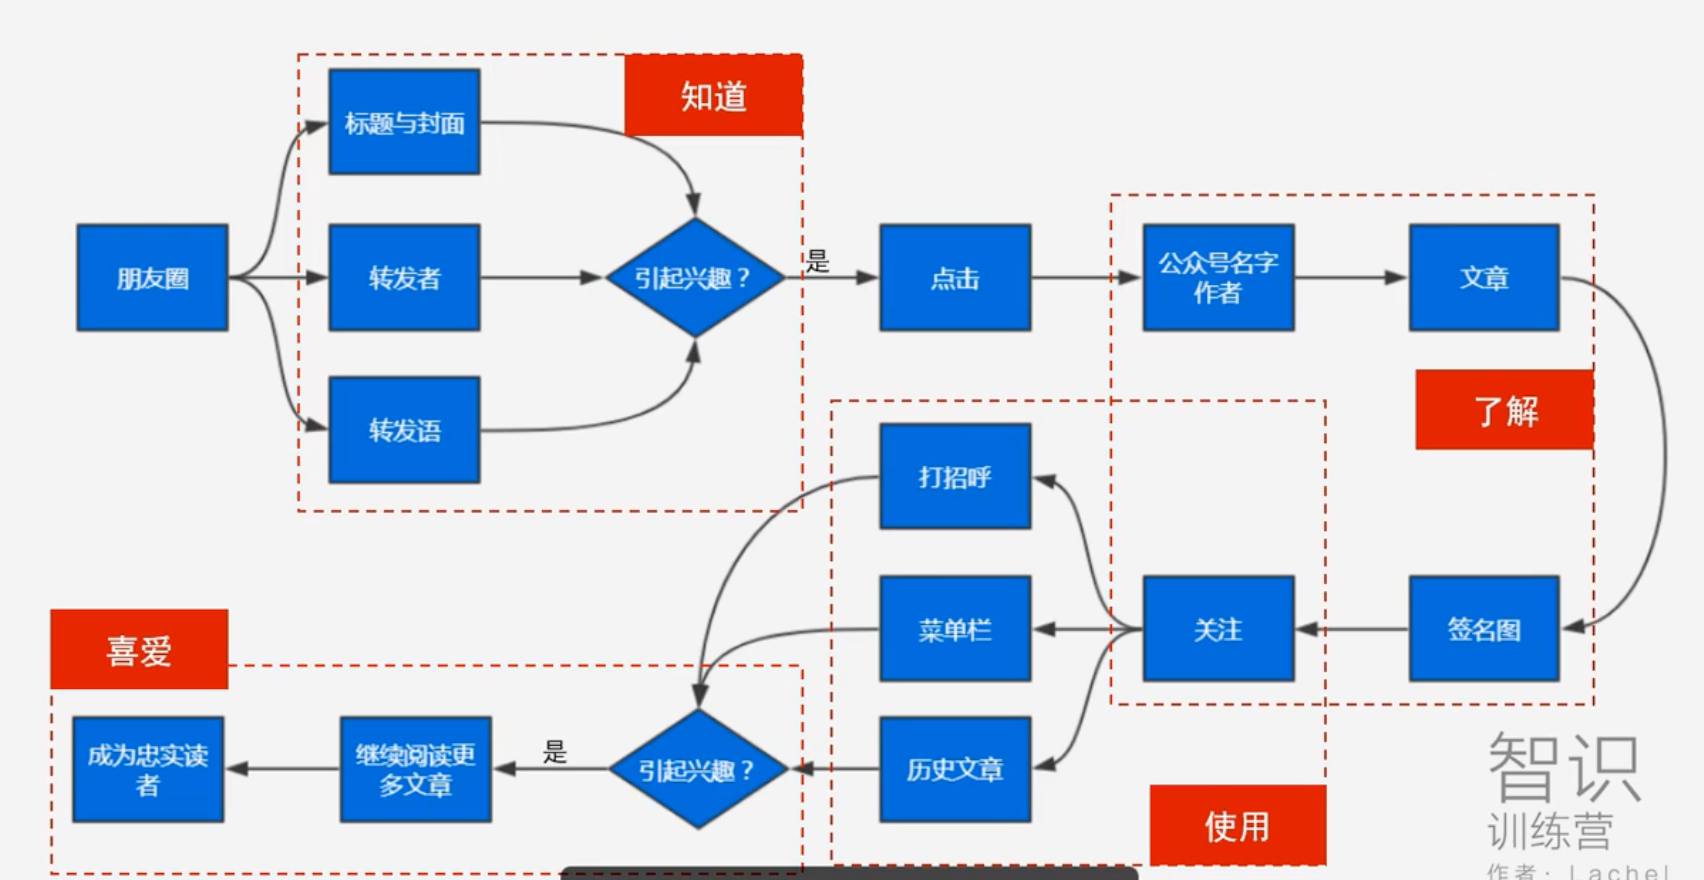 知道
标题与封面
朋友圈
转发者
引起兴趣？
是
点击
公众号名字
作者
文章
转发语
了解
打招呼
菜单栏
关注
签名图
喜爱
成为忠实读
者
继续阅读更
多文章
是
引起兴趣？
历史文章
使用
智识
训练营
作者：Lachel